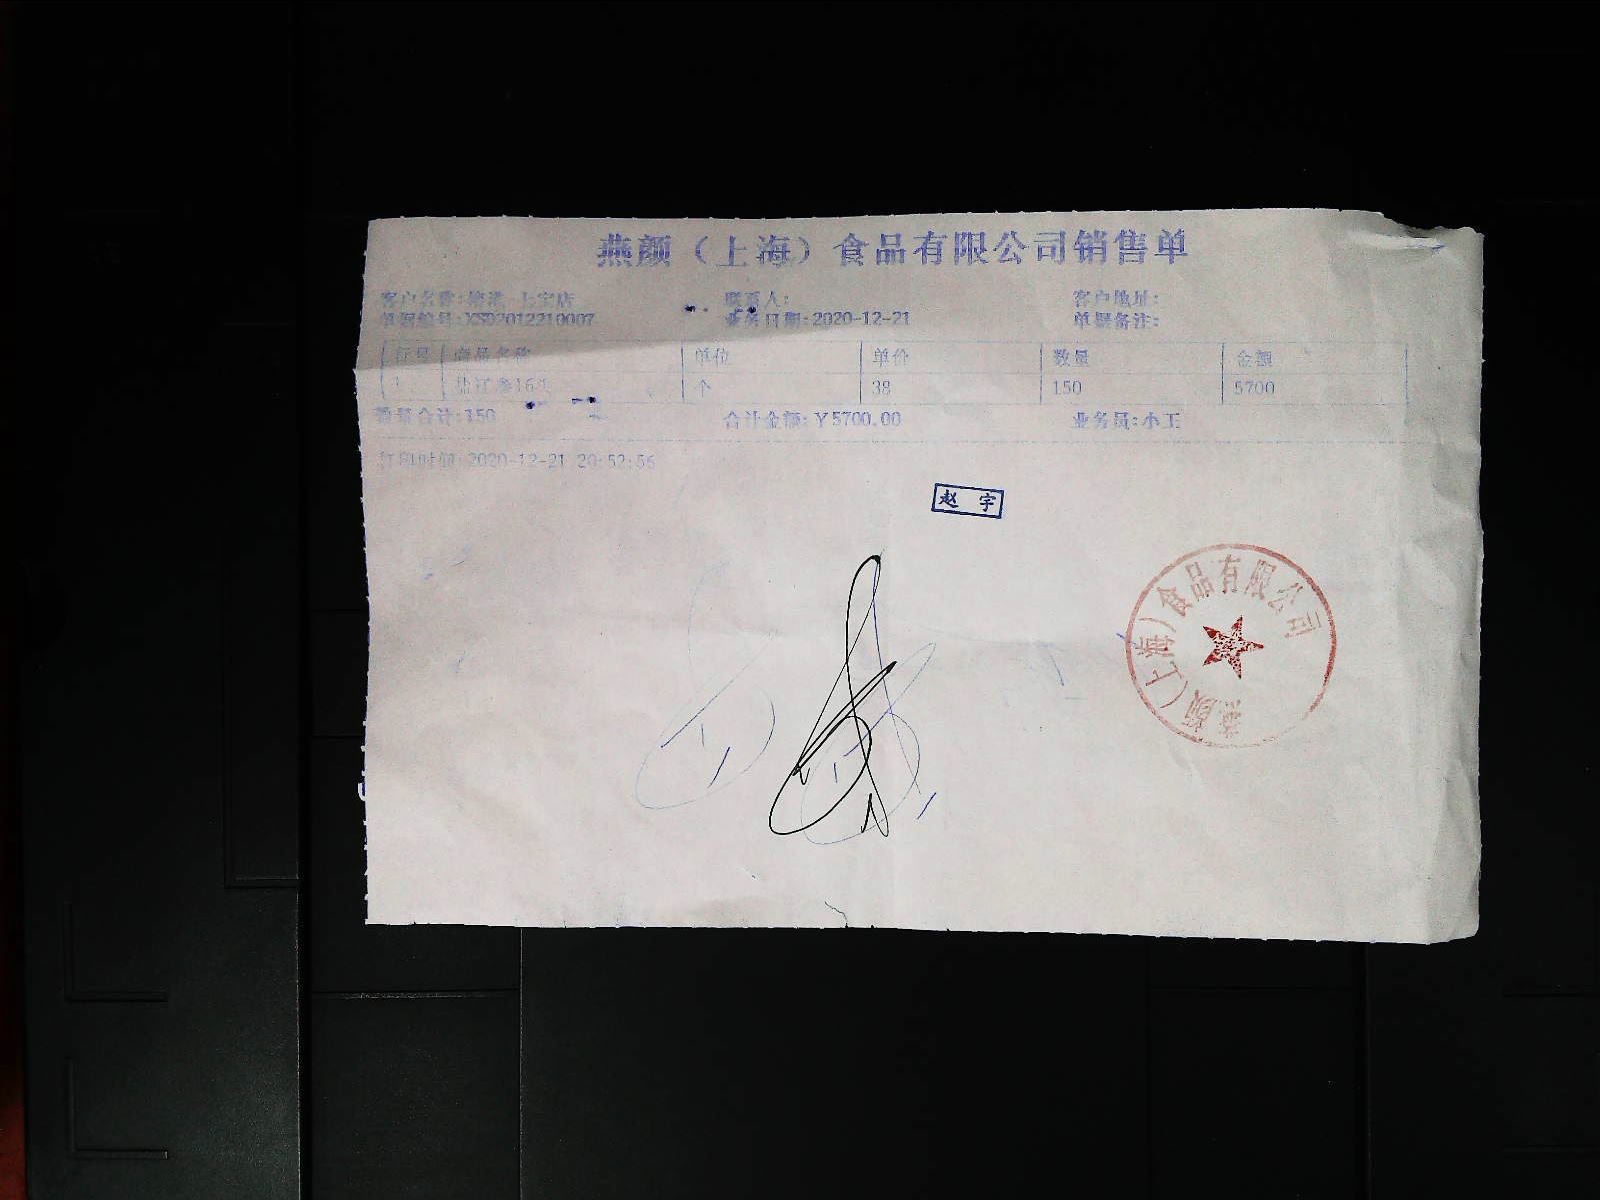 燕颜（上海）食品有限公司销售单
客户名称: 七宝店 联系人: 客户地址:
单据编号:XSD2012210007 业务日期:2020-12-21 单据备注:
行号 商品名称 单位 单价 数量 金额
1 个 38 150 5700
数量合计:150 合计金额:¥5700.00 业务员:小王
打印时间:2020-12-21 20:52:56
赵宇
燕颜（上海）食品有限公司